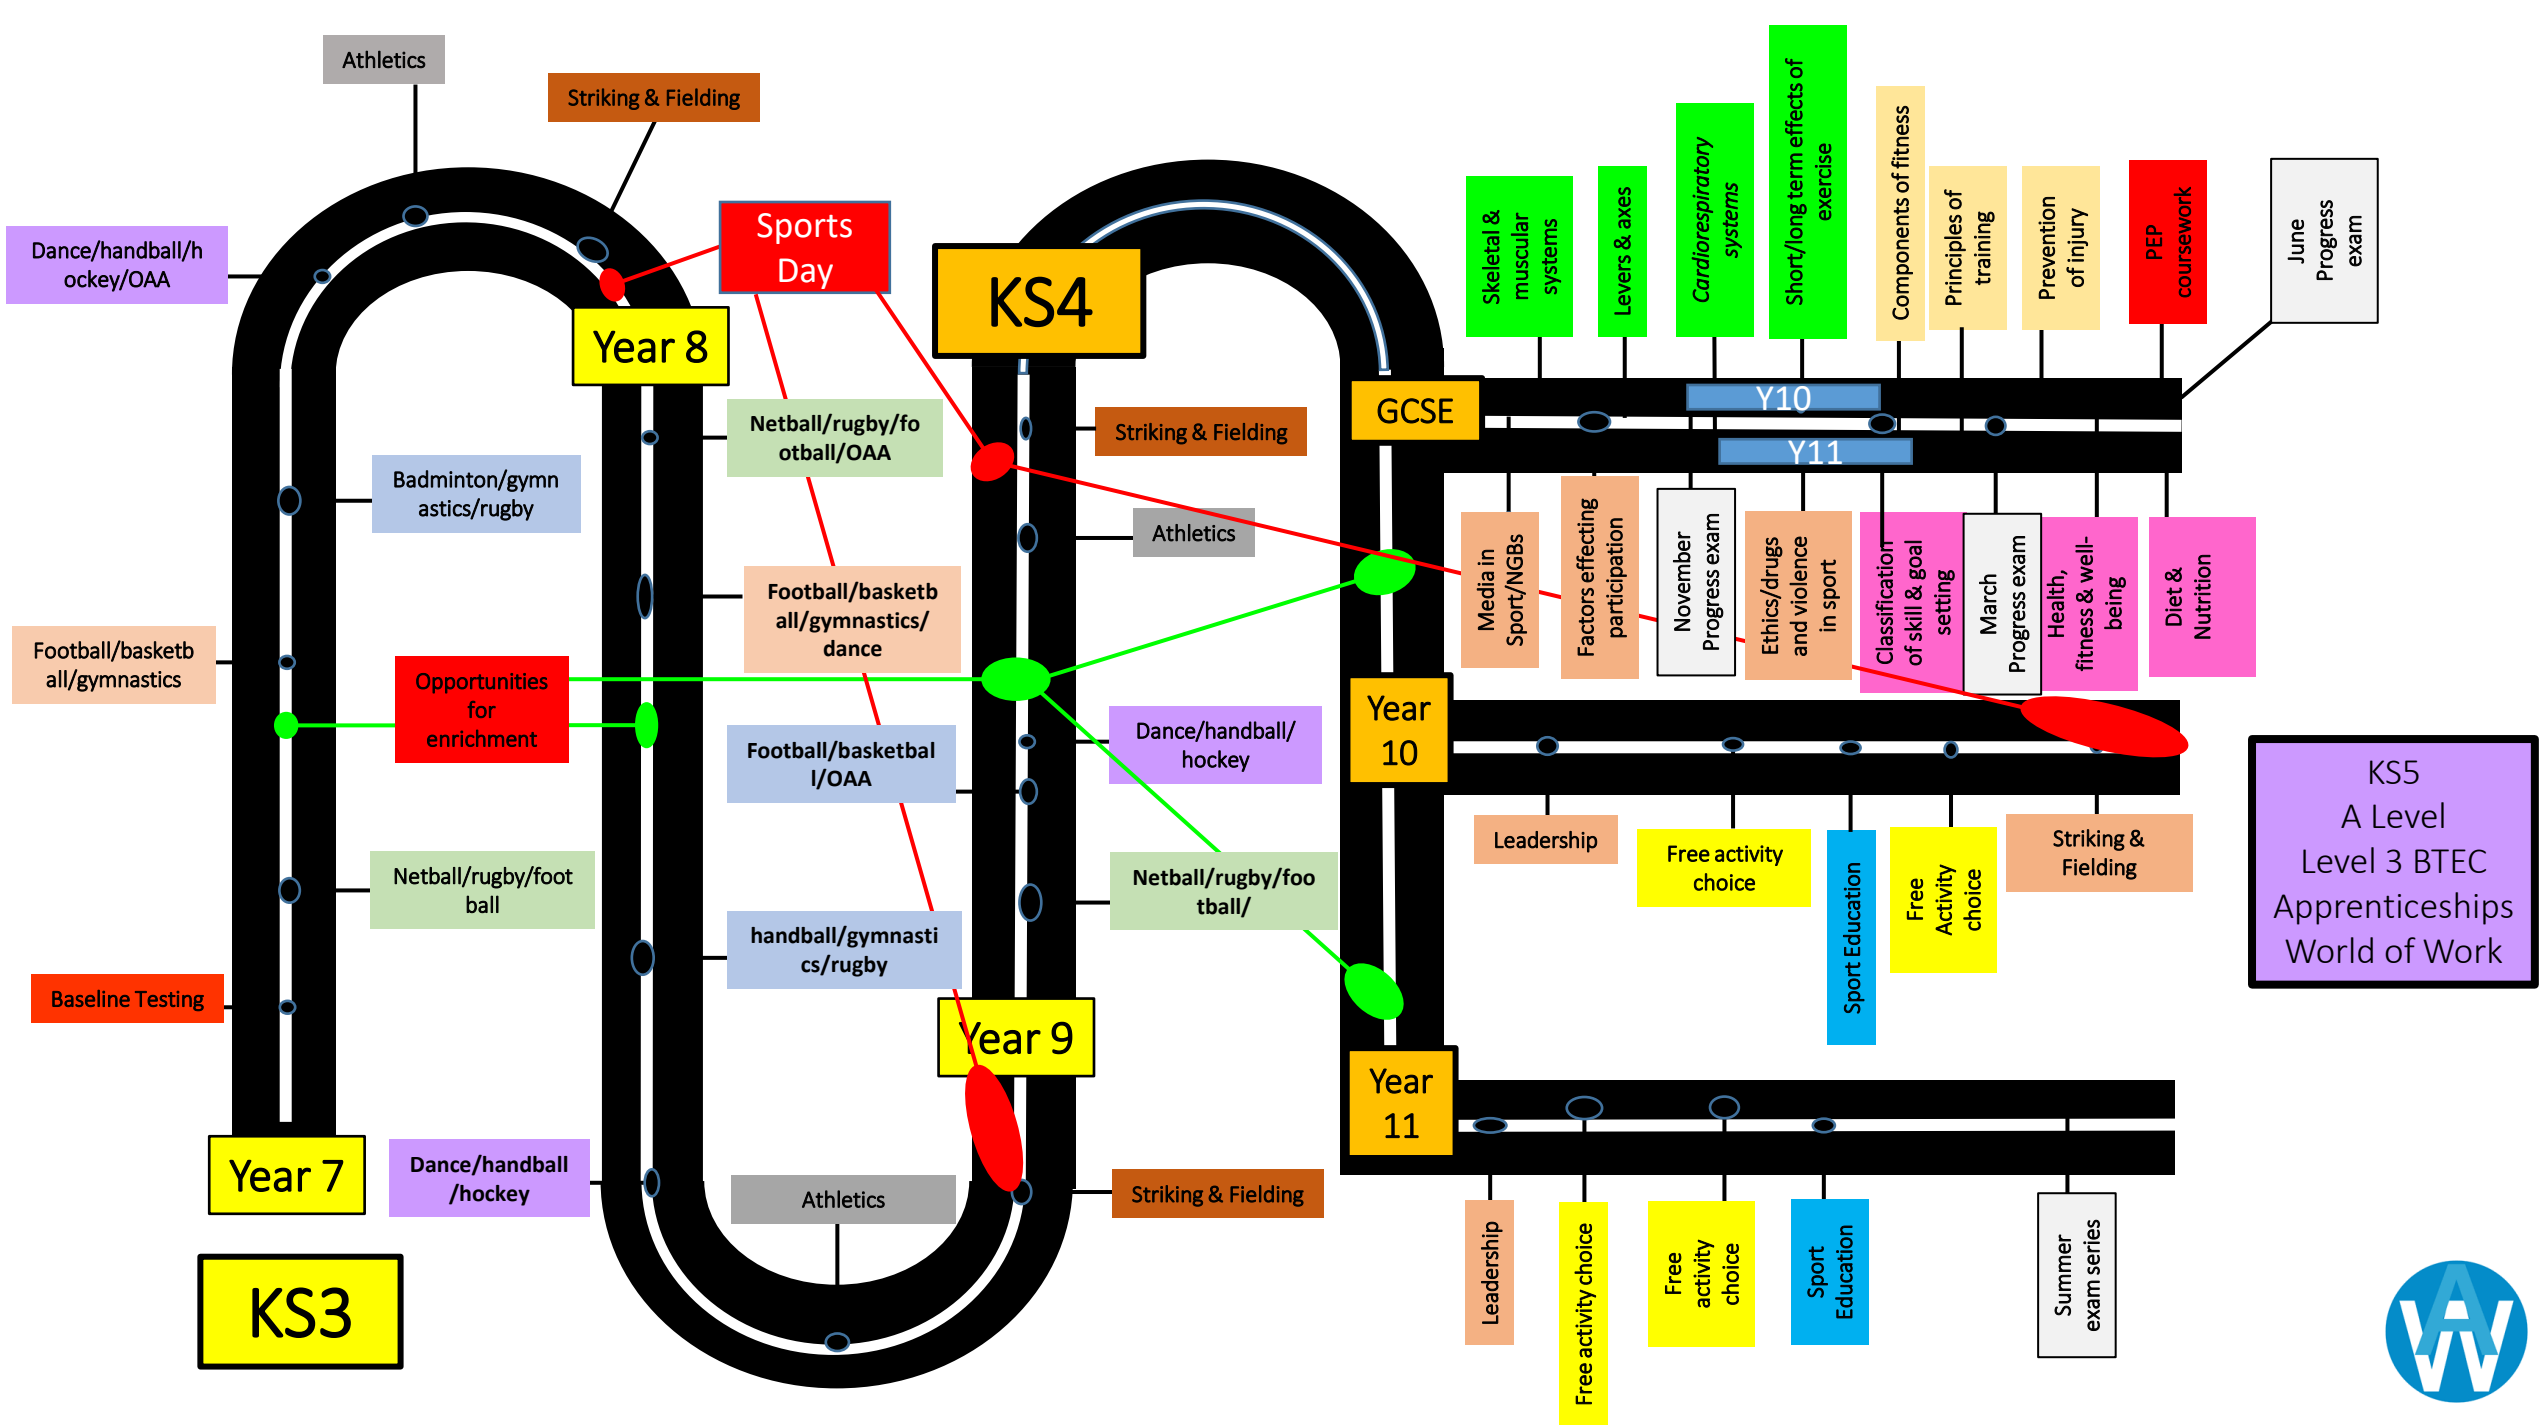 Athletics
Striking & Fielding
Dance/handball/h
ockey/OAA
Sports
Day
Year 8
Badminton/gymn
astics/rugby
Netball/rugby/fo
otball/OAA
Football/basketb
all/gymnastics
Opportunities
for
enrichment
Football/basketb
all/gymnastics/
dance
Netball/rugby/foot
ball
Football/basketbal
l/OAA
Baseline Testing
handball/gymnasti
cs/rugby
Year 7
KS3
Dance/handball
/hockey
Athletics
Year 9
Striking & Fielding
KS4
Striking & Fielding
Athletics
Dance/handball/
hockey
Netball/rugby/foo
tball/
GCSE
Skeletal &
muscular
systems
Levers & axes
Cardiorespiratory
systems
Short/long term effects of
exercise
Components of fitness
Principles of
training
Prevention
of injury
PEP
coursework
June
Progress
exam
Y10
Y11
Media in
Sport/NGBs
Factors effecting
participation
November
Progress exam
Ethics/drugs
and violence
in sport
Classification
of skill & goal
setting
March
Progress exam
Health,
fitness & well-
being
Diet &
Nutrition
Year
10
Leadership
Free activity
choice
Sport Education
Free
Activity
choice
Striking &
Fielding
KS5
A Level
Level 3 BTEC
Apprenticeships
World of Work
Year
11
Leadership
Free activity choice
Free
activity
choice
Sport
Education
Summer
exam series
AW